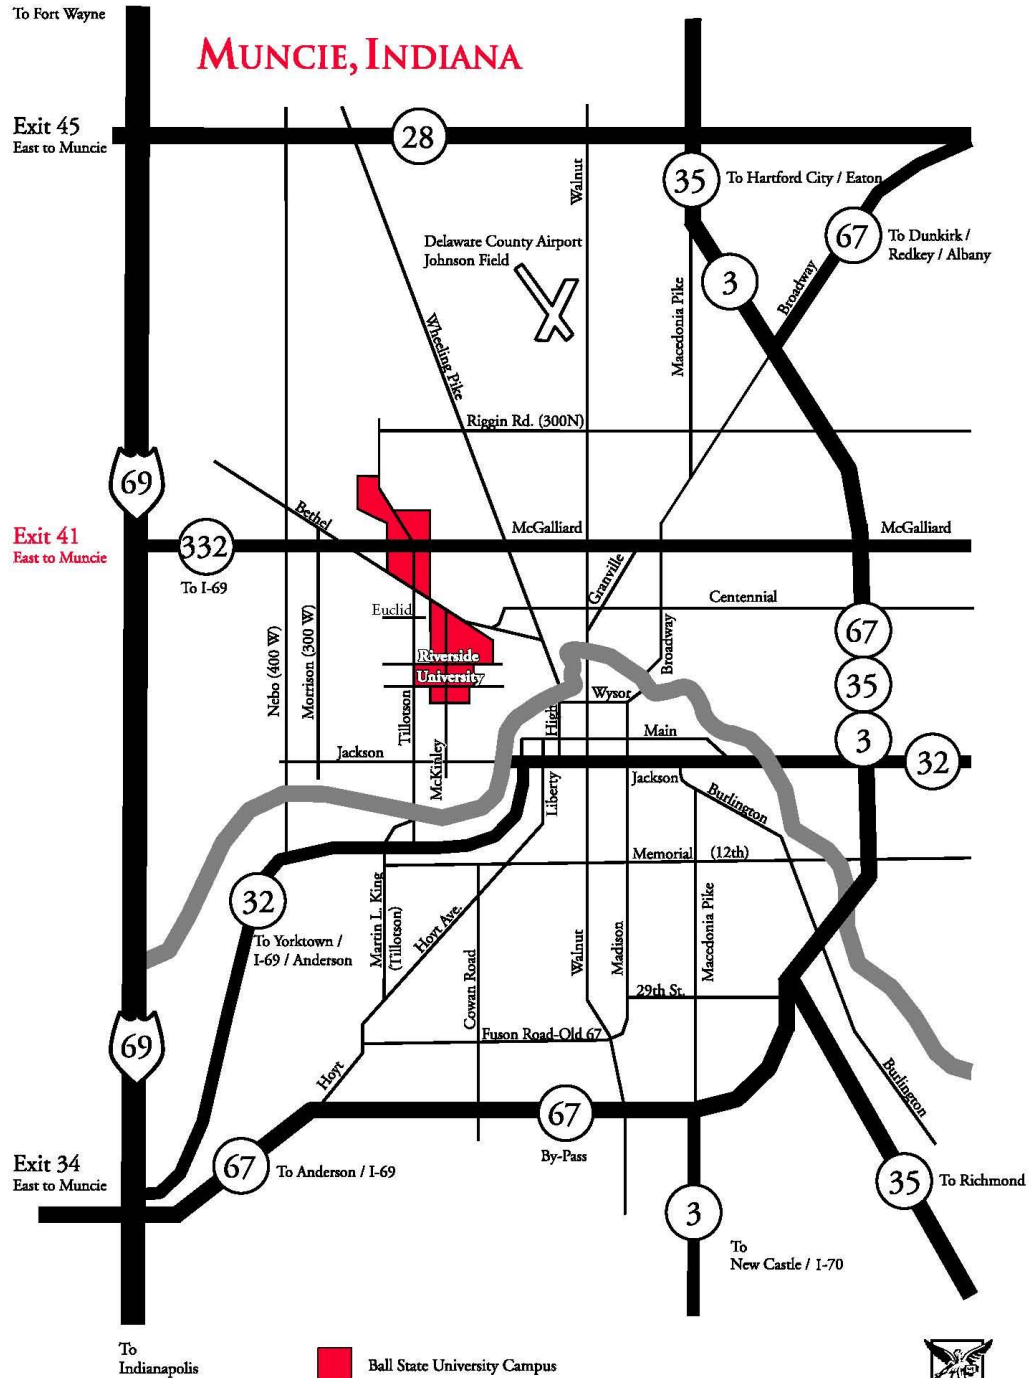 To Fort Wayne
MUNCIE, INDIANA
Exit 45
East to Muncie
28
Walnut
35
To Hartford City / Eaton
67
To Dunkirk /
Redkey / Albany
Delaware County Airport
Johnson Field
3
Broadway
Macedonia Pike
Wheeling Pike
Riggin Rd. (300N)
69
Bethel
Exit 41
East to Muncie
332
To I-69
McGalliard
McGalliard
Granville
Centennial
Euclid
Nebo (400 W)
Morrison (300 W)
Riverside
University
Broadway
67
35
3
32
Tillotson
McKinley
Wysor
High
Main
Jackson
Jackson
Liberty
Burlington
Memorial (12th)
32
To Yorktown /
I-69 / Anderson
Martin L. King
(Tillotson)
Hoyt Ave.
Cowan Road
Walnut
Madison
Macedonia Pike
29th St.
Fuson Road-Old 67
69
Hoyt
Burlington
67
By-Pass
Exit 34
East to Muncie
67
To Anderson / I-69
35
To Richmond
3
To
New Castle / I-70
To
Indianapolis
Ball State University Campus